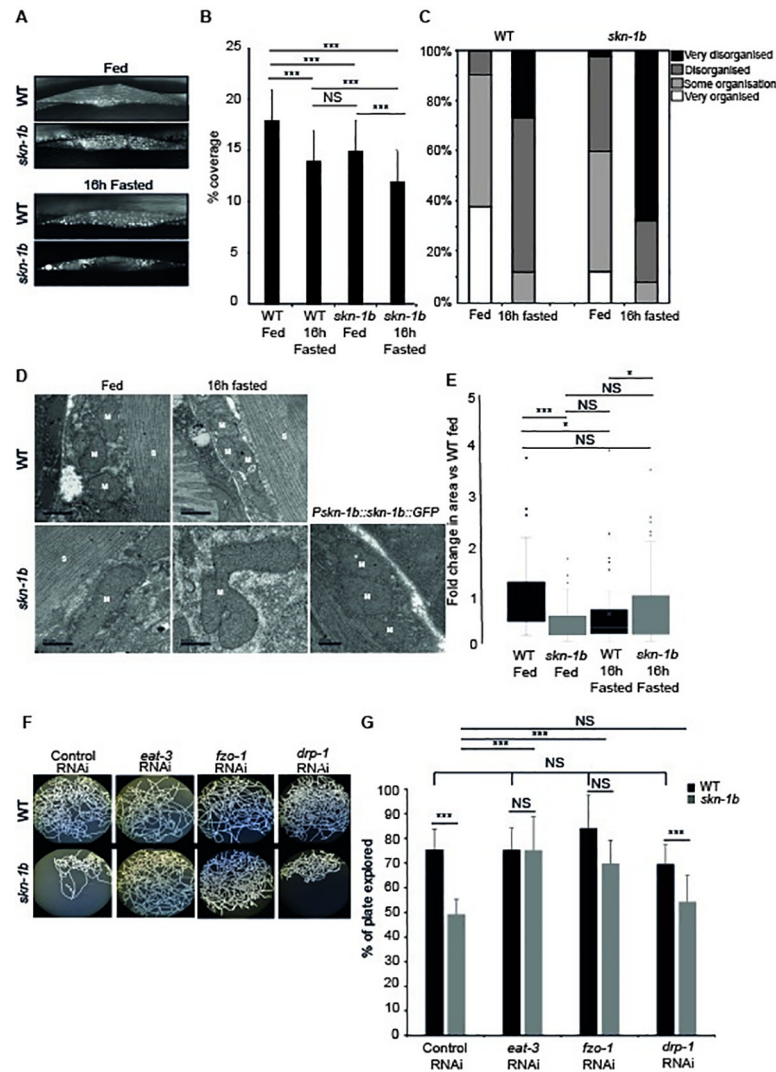 A
Fed
WT
skn-1b
16h Fasted
WT
skn-1b
B
% coverage
25
20
15
10
5
0
***
***
***
***
***
NS
***
WT Fed
WT 16h Fasted
skn-1b Fed
skn-1b 16h Fasted
C
WT
skn-1b
100%
80%
60%
40%
20%
0%
Very disorganised
Disorganised
Some organisation
Very organised
Fed
16h fasted
Fed
16h fasted
D
Fed
16h fasted
WT
M
M
M
S
M
M
M
S
Pskn-1b::skn-1b::GFP
skn-1b
S
M
M
M
M
M
E
Fold change in area vs WT fed
5
4
3
2
1
0
*
NS
***
NS
*
NS
WT Fed
skn-1b Fed
WT 16h Fasted
skn-1b 16h Fasted
F
Control RNAi
eat-3 RNAi
fzo-1 RNAi
drp-1 RNAi
WT
skn-1b
G
NS
***
***
NS
WT
skn-1b
% of plate explored
100
90
80
70
60
50
40
30
20
10
0
***
NS
NS
***
Control RNAi
eat-3 RNAi
fzo-1 RNAi
drp-1 RNAi